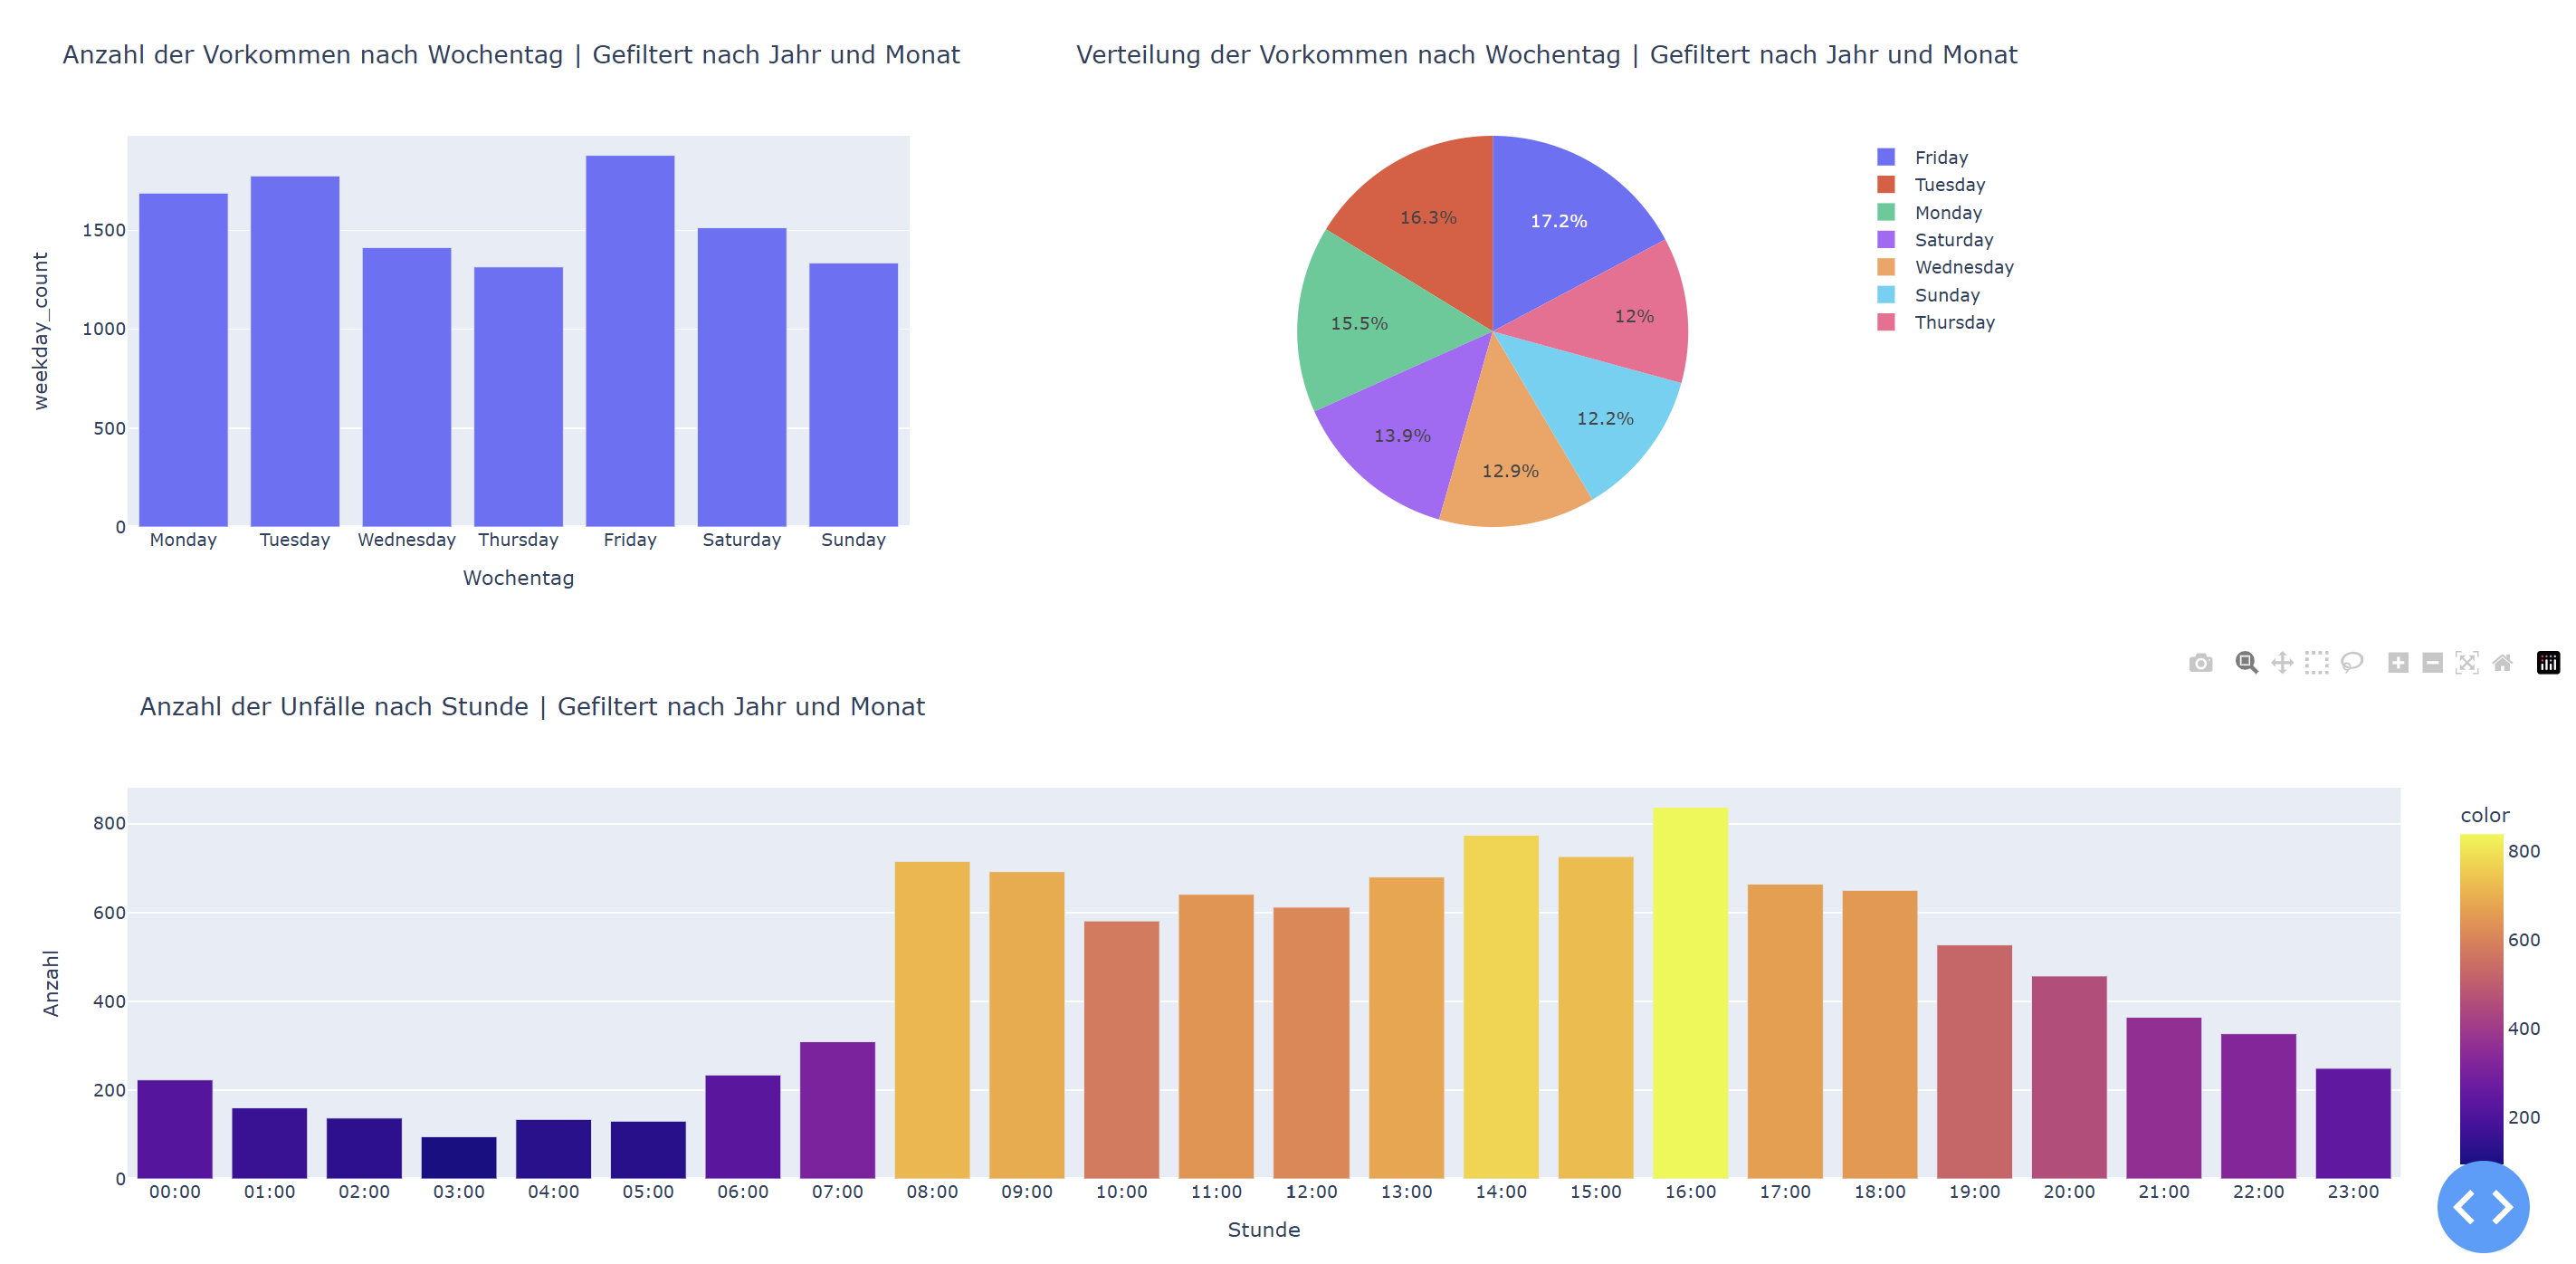 Anzahl der Vorkommen nach Wochentag | Gefiltert nach Jahr und Monat
weekday_count
1500
1000
500
0
Monday Tuesday Wednesday Thursday Friday Saturday Sunday
Wochentag
Verteilung der Vorkommen nach Wochentag | Gefiltert nach Jahr und Monat
16.3%
17.2%
15.5%
12%
13.9%
12.2%
12.9%
Friday
Tuesday
Monday
Saturday
Wednesday
Sunday
Thursday
Anzahl der Unfälle nach Stunde | Gefiltert nach Jahr und Monat
Anzahl
800
600
400
200
0
00:00 01:00 02:00 03:00 04:00 05:00 06:00 07:00 08:00 09:00 10:00 11:00 12:00 13:00 14:00 15:00 16:00 17:00 18:00 19:00 20:00 21:00 22:00 23:00
Stunde
color
800
600
400
200